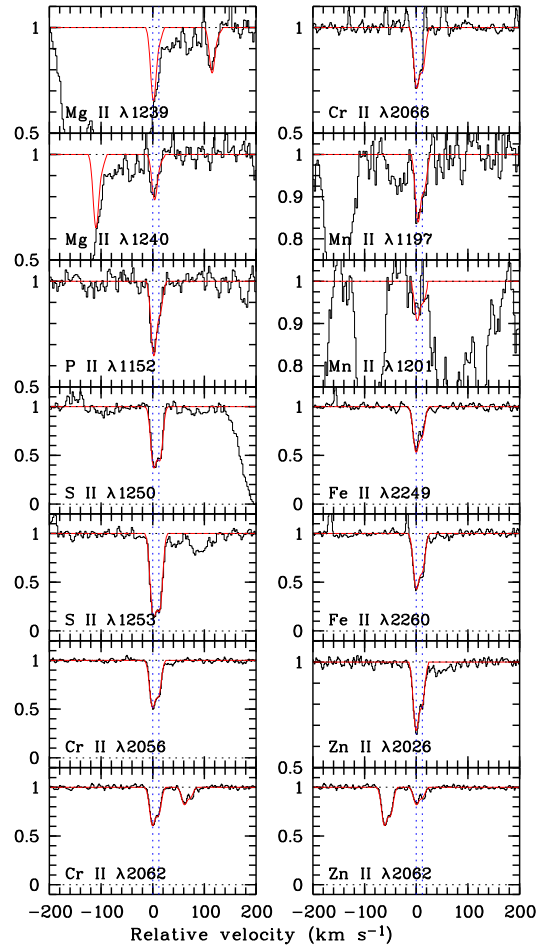 1
Mg II λ1239
0.5
1
Mg II λ1240
0.5
1
P II λ1152
0.5
1
0.5
S II λ1250
0
1
0.5
S II λ1253
0
1
0.5
Cr II λ2056
0
1
0.5
Cr II λ2062
0
−200 −100 0 100 200
1
Cr II λ2066
0.5
1
0.9
Mn II λ1197
0.8
1
0.9
Mn II λ1201
0.8
1
0.5
Fe II λ2249
0
1
0.5
Fe II λ2260
0
1
Zn II λ2026
0.5
1
0.5
Zn II λ2062
0
−200 −100 0 100 200
Relative velocity (km s⁻¹)